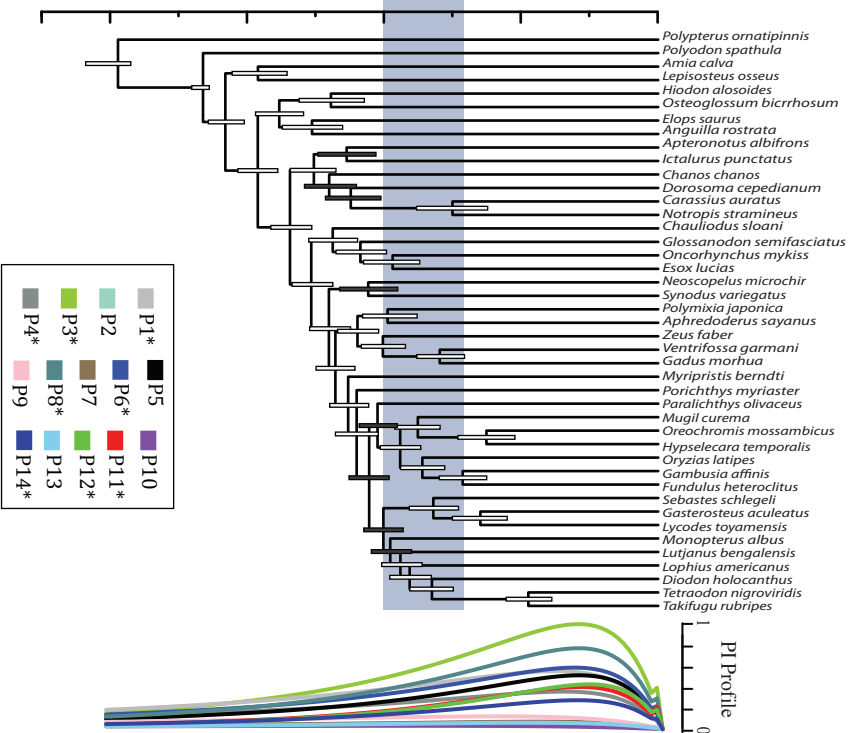 Polypterus ornatipinnis
Polyodon spathula
Amia calva
Lepisosteus osseus
Hiodon alosoides
Osteoglossum bicrrhosum
Elops saurus
Anguilla rostrata
Apteronotus albifrons
Ictalurus punctatus
Chanos chanos
Dorosoma cepedianum
Carassius auratus
Notropis stramineus
Chauliodus sloani
Glossanodon semifasciatus
Oncorhynchus mykiss
Esox lucias
Neoscopelus microchir
Synodus variegatus
Polymixia japonica
Aphredoderus sayanus
Zeus faber
Ventrifossa garmani
Gadus morhua
Myripristis berndti
Porichthys myriaster
Paralichthys olivaceus
Mugil curema
Oreochromis mossambicus
Hypselecara temporalis
Oryzias latipes
Gambusia affinis
Fundulus heteroclitus
Sebastes schlegeli
Gasterosteus aculeatus
Lycodes toyamensis
Monopterus albus
Lutjanus bengalensis
Lophius americanus
Diodon holocanthus
Tetraodon nigroviridis
Takifugu rubripes
P1* P5 P10
P2 P6* P11*
P3* P7 P12*
P4* P8* P13
P9 P14*
1
PI Profile
0